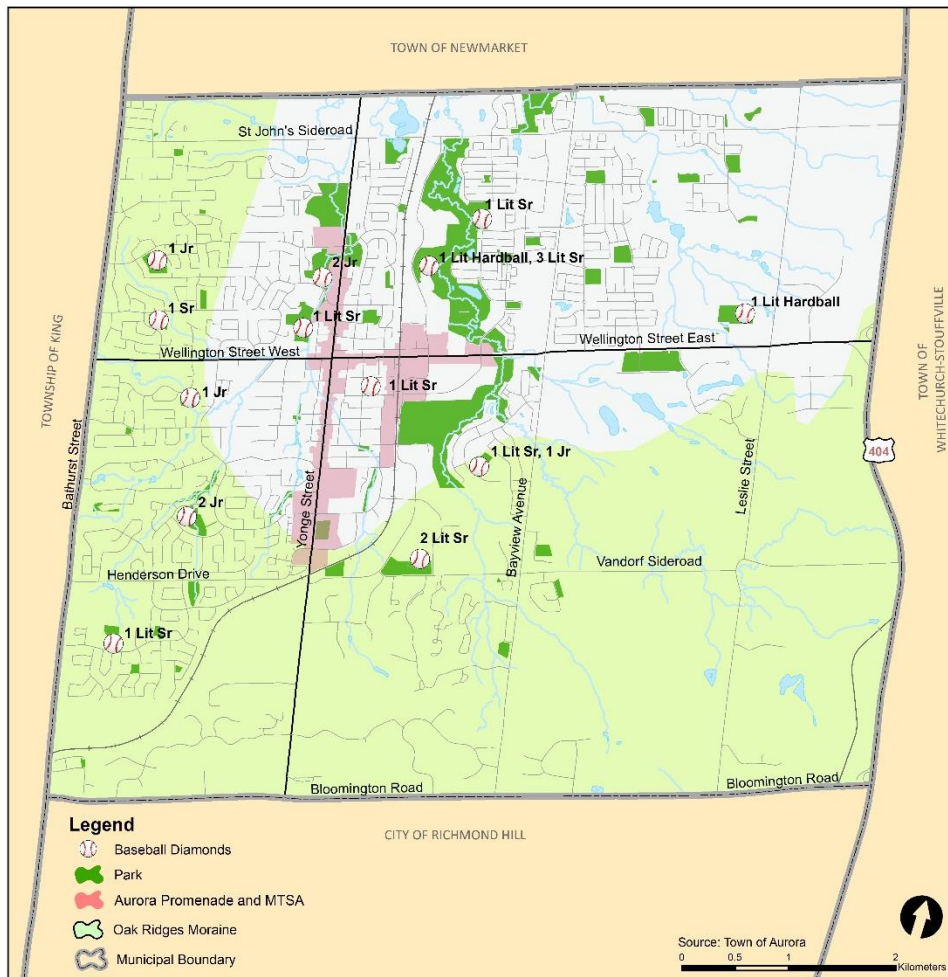 TOWN OF NEWMARKET
St John's Sideroad
1 Lit Sr
1 Jr
2 Jr
1 Lit Hardball, 3 Lit Sr
1 Lit Hardball
1 Sr
1 Lit Sr
TOWNSHIP OF KING
TOWN OF
WHITECHURCH-STOUFFVILLE
Wellington Street West
Wellington Street East
1 Jr
1 Lit Sr
404
Bathurst Street
Yonge Street
1 Lit Sr, 1 Jr
Bayview Avenue
Leslie Street
2 Jr
2 Lit Sr
Vandorf Sideroad
Henderson Drive
1 Lit Sr
Bloomington Road
Bloomington Road
CITY OF RICHMOND HILL
Legend
Baseball Diamonds
Park
Aurora Promenade and MTSA
Oak Ridges Moraine
Municipal Boundary
Source: Town of Aurora
0 0.5 1 2
Kilometers